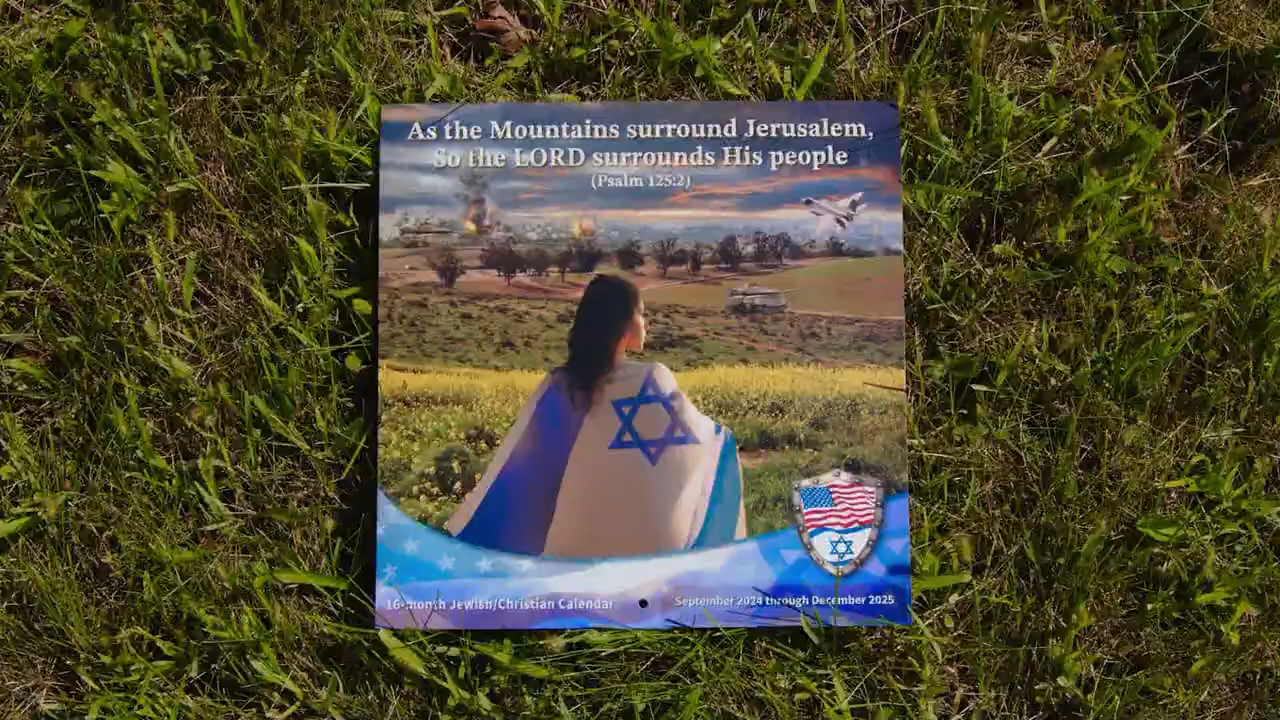 As the Mountains surround Jerusalem,
So the LORD surrounds His people
(Psalm 125:2)
16-month Jewish/Christian Calendar
September 2024 through December 2025